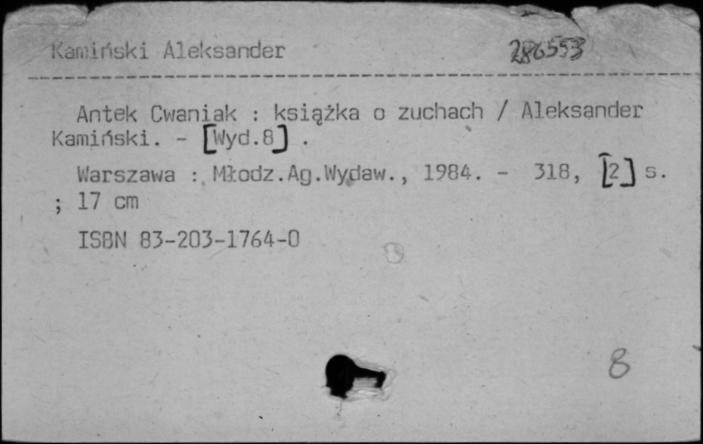 Kamiński Aleksander 286553
Antek Cwaniak : książka o zuchach / Aleksander
Kamiński. - [Wyd.8] .
Warszawa : Młodz.Ag.Wydaw., 1984. - 318, [2] s.
; 17 cm
ISBN 83-203-1764-0
8